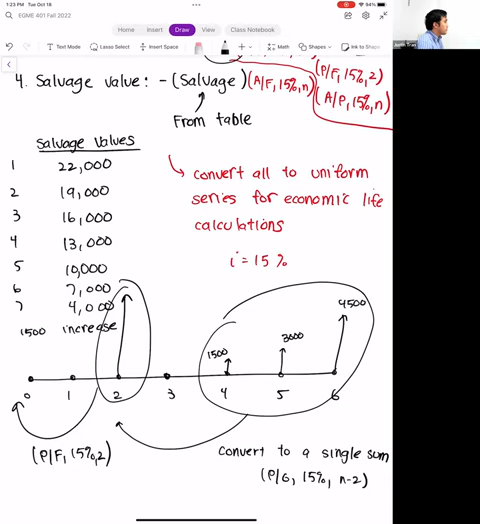 1:23 PM Tue Oct 18
94%
EGME 401 Fall 2022
Home Insert Draw View Class Notebook
Text Mode Lasso Select Insert Space Math Shapes Ink to Shape
4. Salvage value: - (Salvage) (A/F, 15%, n)
(P/F, 15%, 2)
(A/P, 15%, n)
From table
Salvage Values
1 22,000
2 19,000
3 16,000
4 13,000
5 10,000
6 7,000
7 4,000
1500 increase
convert all to uniform
series for economic life
calculations
i = 15%
1500 3000 4500
0 1 2 3 4 5 6
(P/F, 15%, 2)
convert to a single sum
(P/G, 15%, n-2)